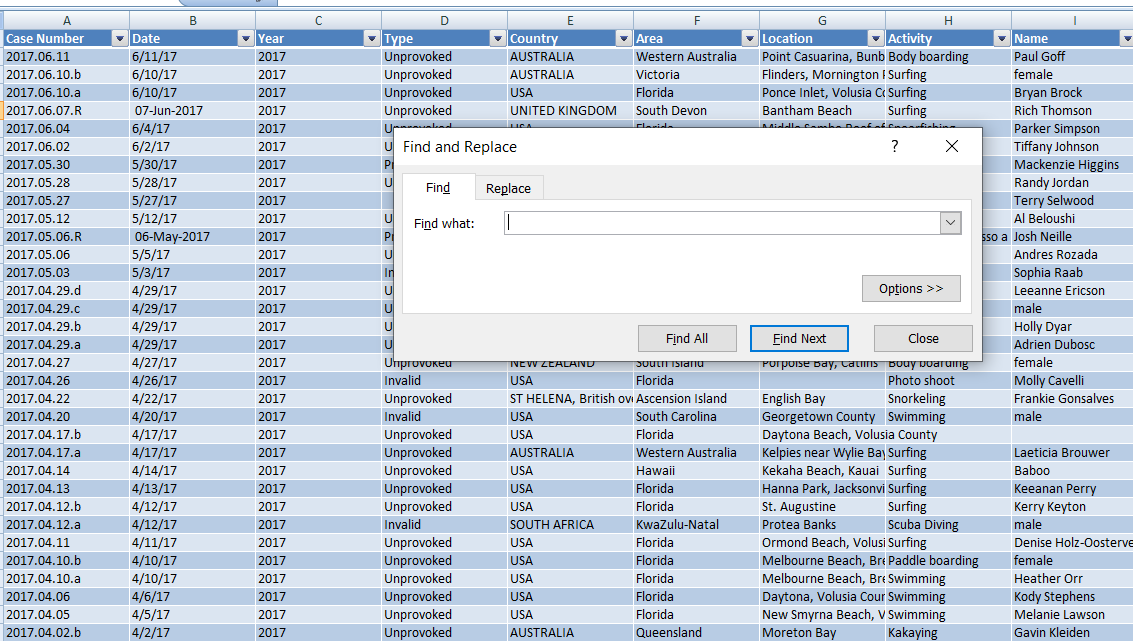 A B C D E F G H I
Case Number Date Year Type Country Area Location Activity Name
2017.06.11 6/11/17 2017 Unprovoked AUSTRALIA Western Australia Point Casuarina, Bunb Body boarding Paul Goff
2017.06.10.b 6/10/17 2017 Unprovoked AUSTRALIA Victoria Flinders, Mornington Surfing female
2017.06.10.a 6/10/17 2017 Unprovoked USA Florida Ponce Inlet, Volusia Co Surfing Bryan Brock
2017.06.07.R 07-Jun-2017 2017 Unprovoked UNITED KINGDOM South Devon Bantham Beach Surfing Rich Thomson
2017.06.04 6/4/17 2017 Unprovoked USA Florida Middle Sambo Reef of Spearfishing Parker Simpson
2017.06.02 6/2/17 2017 U Tiffany Johnson
2017.05.30 5/30/17 2017 Pr Mackenzie Higgins
2017.05.28 5/28/17 2017 U Randy Jordan
2017.05.27 5/27/17 2017 Terry Selwood
2017.05.12 5/12/17 2017 U Al Beloushi
2017.05.06.R 06-May-2017 2017 Pr sso a Josh Neille
2017.05.06 5/5/17 2017 U Andres Rozada
2017.05.03 5/3/17 2017 In Sophia Raab
2017.04.29.d 4/29/17 2017 U Leeanne Ericson
2017.04.29.c 4/29/17 2017 U male
2017.04.29.b 4/29/17 2017 U Holly Dyar
2017.04.29.a 4/29/17 2017 U Adrien Dubosc
2017.04.27 4/27/17 2017 Unprovoked NEW ZEALAND South Island Porpoise Bay, Catlins Body boarding female
2017.04.26 4/26/17 2017 Invalid USA Florida Photo shoot Molly Cavelli
2017.04.22 4/22/17 2017 Unprovoked ST HELENA, British ov Ascension Island English Bay Snorkeling Frankie Gonsalves
2017.04.20 4/20/17 2017 Invalid USA South Carolina Georgetown County Swimming male
2017.04.17.b 4/17/17 2017 Unprovoked USA Florida Daytona Beach, Volusia County
2017.04.17.a 4/17/17 2017 Unprovoked AUSTRALIA Western Australia Kelpies near Wylie Bay Surfing Laeticia Brouwer
2017.04.14 4/14/17 2017 Unprovoked USA Hawaii Kekaha Beach, Kauai Surfing Baboo
2017.04.13 4/13/17 2017 Unprovoked USA Florida Hanna Park, Jacksonvi Surfing Keeanan Perry
2017.04.12.b 4/12/17 2017 Unprovoked USA Florida St. Augustine Surfing Kerry Keyton
2017.04.12.a 4/12/17 2017 Invalid SOUTH AFRICA KwaZulu-Natal Protea Banks Scuba Diving male
2017.04.11 4/11/17 2017 Unprovoked USA Florida Ormond Beach, Volusi Surfing Denise Holz-Oosterve
2017.04.10.b 4/10/17 2017 Unprovoked USA Florida Melbourne Beach, Bre Paddle boarding female
2017.04.10.a 4/10/17 2017 Unprovoked USA Florida Melbourne Beach, Bre Swimming Heather Orr
2017.04.06 4/6/17 2017 Unprovoked USA Florida Daytona, Volusia Coun Swimming Kody Stephens
2017.04.05 4/5/17 2017 Unprovoked USA Florida New Smyrna Beach, V Swimming Melanie Lawson
2017.04.02.b 4/2/17 2017 Unprovoked AUSTRALIA Queensland Moreton Bay Kakaying Gavin Kleiden
Find and Replace ?
Find Replace
Find what:
Options >>
Find All Find Next Close